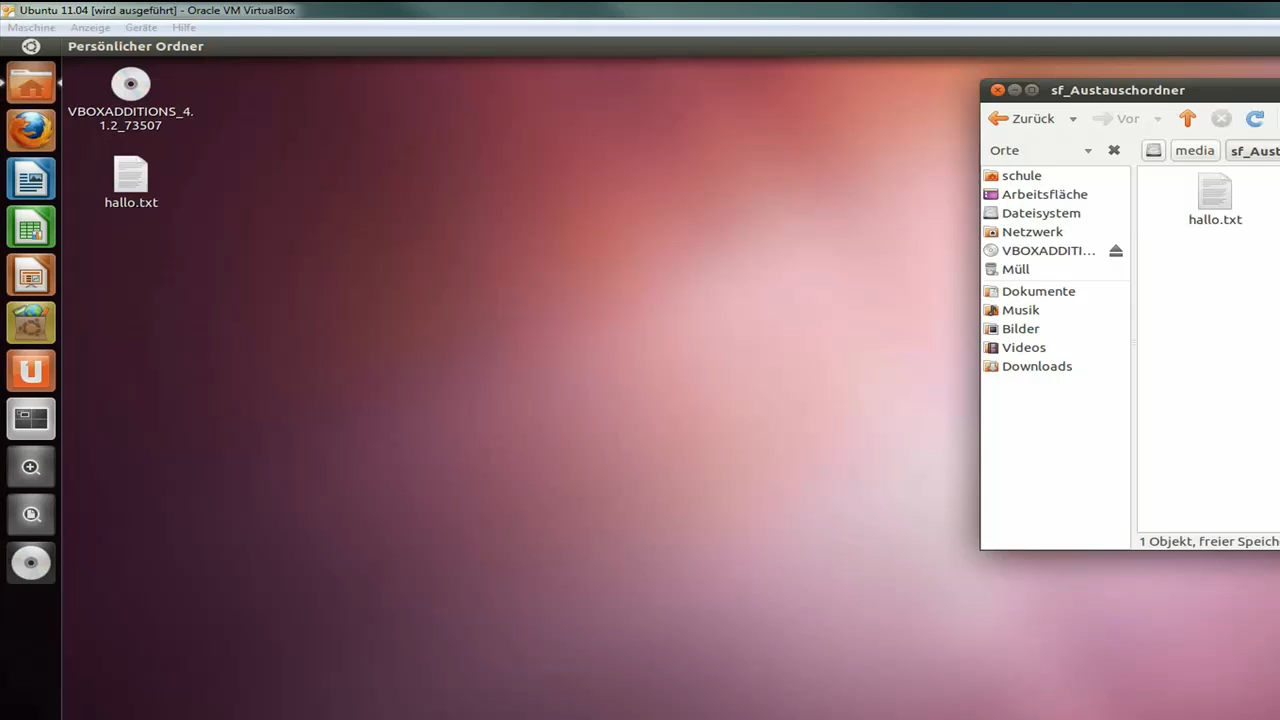 Ubuntu 11.04 [wird ausgeführt] - Oracle VM VirtualBox
Maschine Anzeige Geräte Hilfe
Persönlicher Ordner
VBOXADDITIONS_4.
1.2_73507
hallo.txt
sf_Austauschordner
Zurück Vor
Orte media sf_Aust
schule
Arbeitsfläche
Dateisystem
Netzwerk
VBOXADDITI...
Müll
Dokumente
Musik
Bilder
Videos
Downloads
hallo.txt
1 Objekt, freier Speich